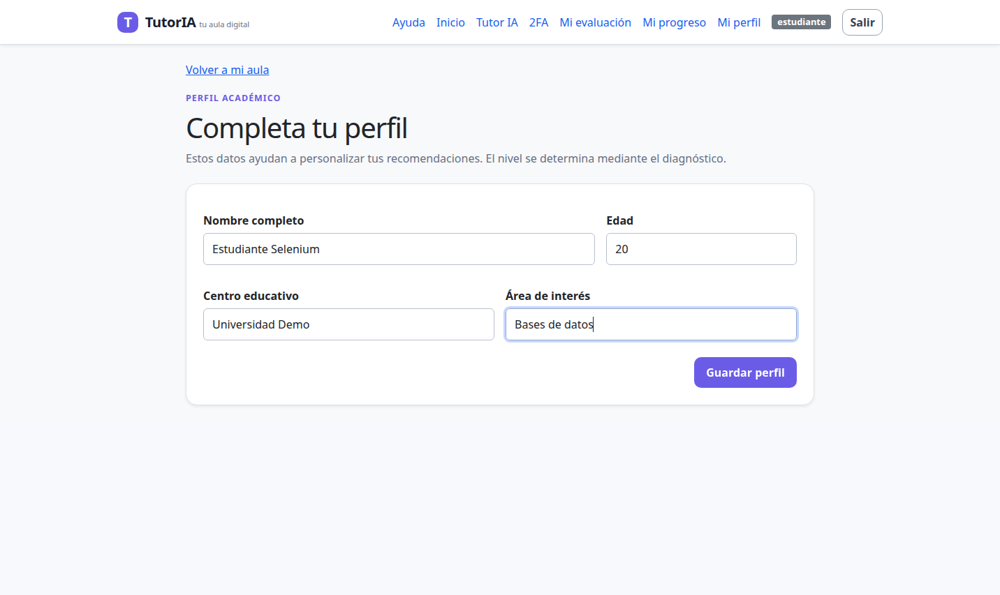 T TutorIA tu aula digital Ayuda Inicio Tutor IA 2FA Mi evaluación Mi progreso Mi perfil estudiante Salir
Volver a mi aula
PERFIL ACADÉMICO
Completa tu perfil
Estos datos ayudan a personalizar tus recomendaciones. El nivel se determina mediante el diagnóstico.
Nombre completo Edad
Estudiante Selenium 20
Centro educativo Área de interés
Universidad Demo Bases de datos
Guardar perfil